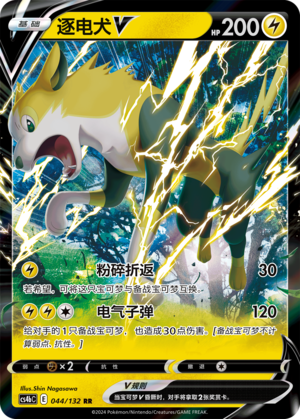 基础
逐电犬V
HP 200
粉碎折返 30
若希望，可将这只宝可梦与备战宝可梦互换。
电气子弹 120
给对手的1只备战宝可梦，也造成30点伤害。[备战宝可梦不计
算弱点、抗性。]
弱点 ×2 抗性 撤退
Illus.Shin Nagasawa
V规则
当宝可梦V昏厥时，对手将拿取2张奖赏卡。
CS4bC E 044/132 RR
©2024 Pokémon/Nintendo/Creatures/GAME FREAK.